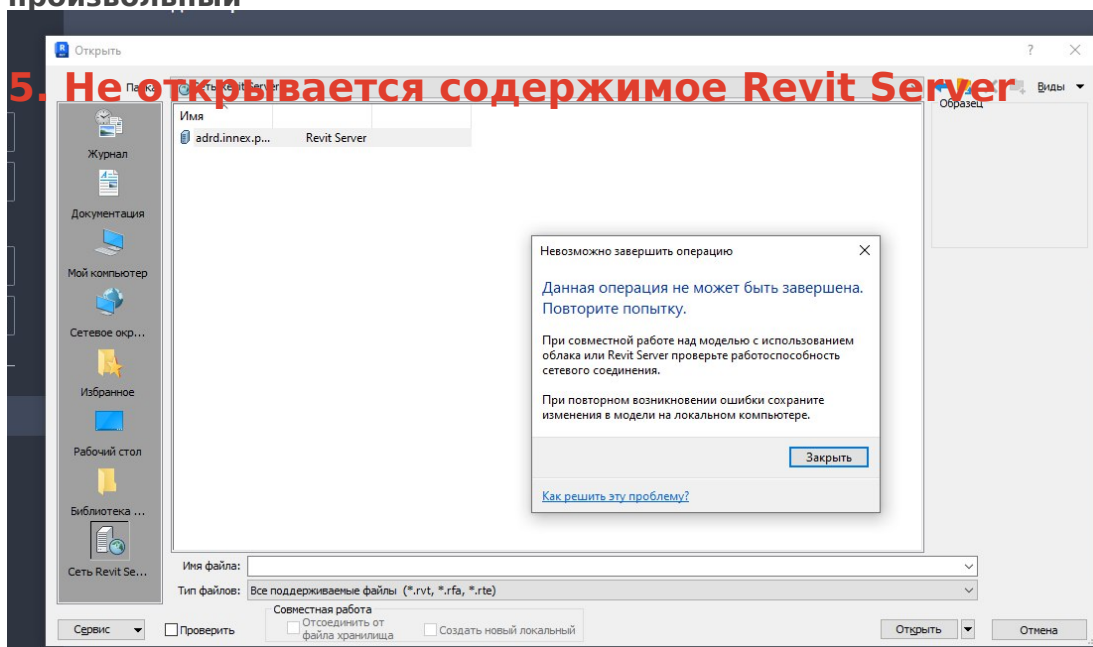 произвольный
Открыть
5. Не открывается содержимое Revit Server
Виды
Образец
Имя
adrd.innex.p... Revit Server
Журнал
Документация
Мой компьютер
Сетевое окр...
Избранное
Рабочий стол
Библиотека ...
Сеть Revit Se...
Невозможно завершить операцию
Данная операция не может быть завершена.
Повторите попытку.
При совместной работе над моделью с использованием
облака или Revit Server проверьте работоспособность
сетевого соединения.
При повторном возникновении ошибки сохраните
изменения в модели на локальном компьютере.
Закрыть
Как решить эту проблему?
Имя файла:
Тип файлов: Все поддерживаемые файлы (*.rvt, *.rfa, *.rte)
Совместная работа
Сервис
Проверить
Отсоединить от
файла хранилища
Создать новый локальный
Открыть
Отмена